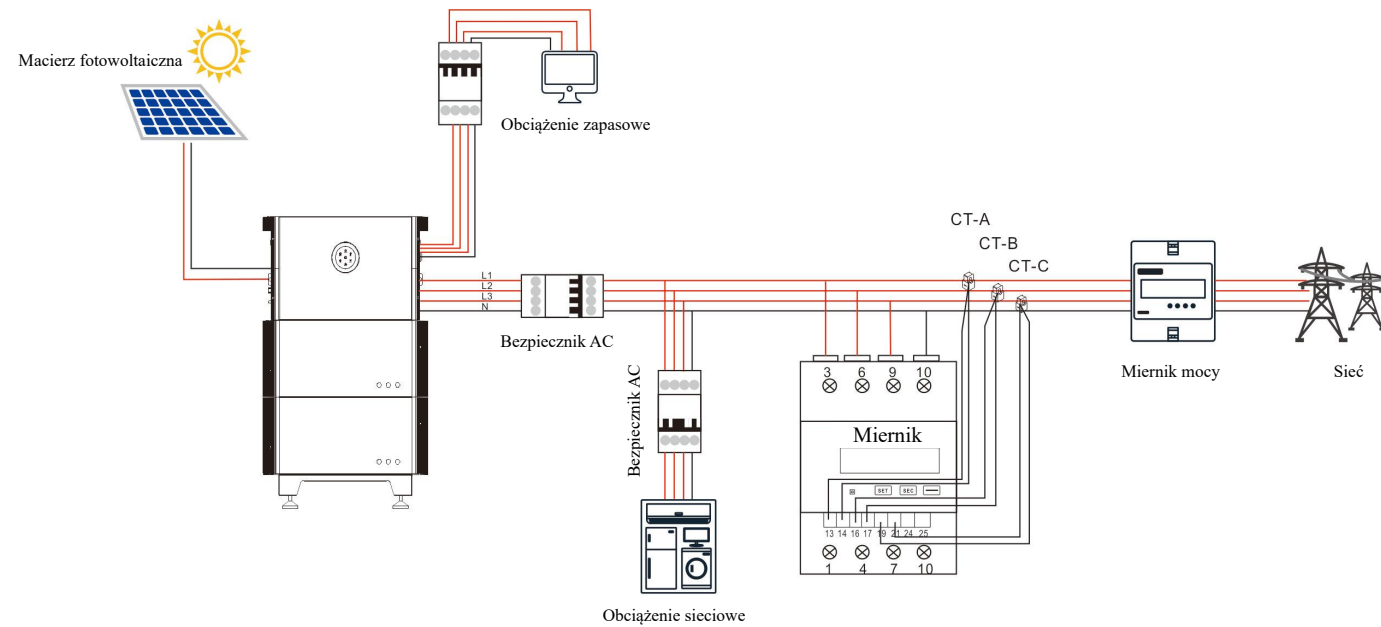 Macierz fotowoltaiczna
Obciążenie zapasowe
CT-A
CT-B
CT-C
L1
L2
L3
N
Bezpiecznik AC
Miernik mocy
Sieć
3 6 9 10
Bezpiecznik AC
Miernik
SET SEC
13 14 16 17 19 21 24 25
1 4 7 10
Obciążenie sieciowe